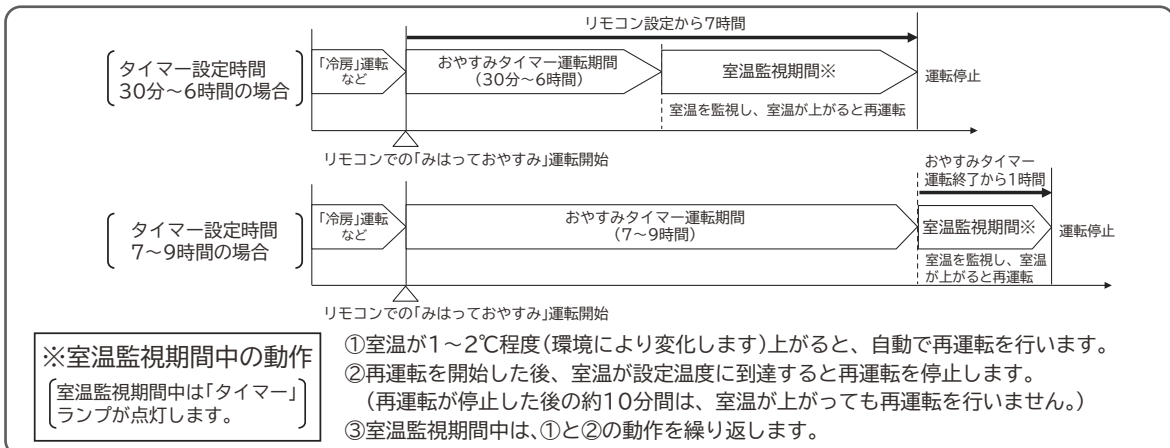 リモコン設定から7時間
タイマー設定時間
30分～6時間の場合
「冷房」運転
など
おやすみタイマー運転期間
(30分～6時間)
室温監視期間※
運転停止
室温を監視し、室温が上がると再運転
リモコンでの「みはっておやすみ」運転開始
おやすみタイマー
運転終了から1時間
タイマー設定時間
7～9時間の場合
「冷房」運転
など
おやすみタイマー運転期間
(7～9時間)
室温監視期間※
運転停止
室温を監視し、室温
が上がると再運転
リモコンでの「みはっておやすみ」運転開始
※室温監視期間中の動作
室温監視期間中は「タイマー」
ランプが点灯します。
①室温が1～2℃程度(環境により変化します)上がると、自動で再運転を行います。
②再運転を開始した後、室温が設定温度に到達すると再運転を停止します。
(再運転が停止した後の約10分間は、室温が上がっても再運転を行いません。)
③室温監視期間中は、①と②の動作を繰り返します。